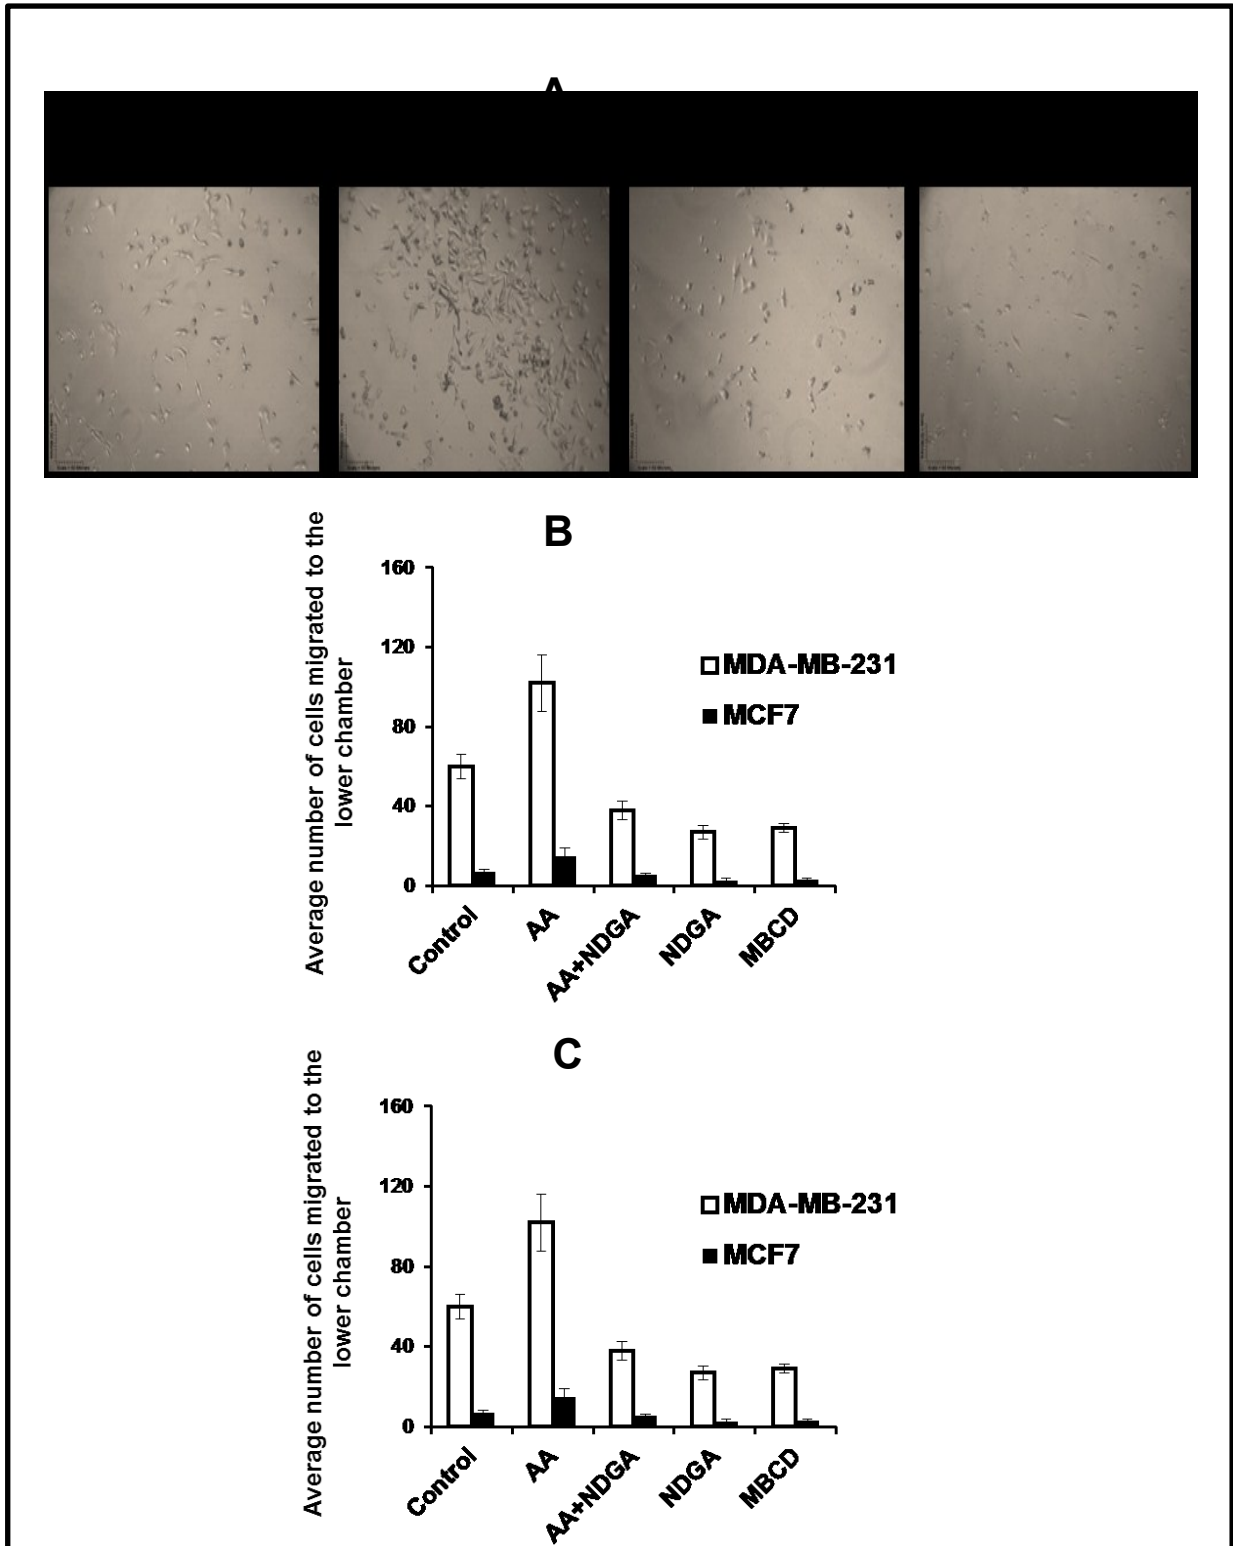 A
B
Average number of cells migrated to the
lower chamber
160
120
80
40
0
MDA-MB-231
MCF7
Control
AA
AA+NDGA
NDGA
MBCD
C
Average number of cells migrated to the
lower chamber
160
120
80
40
0
MDA-MB-231
MCF7
Control
AA
AA+NDGA
NDGA
MBCD